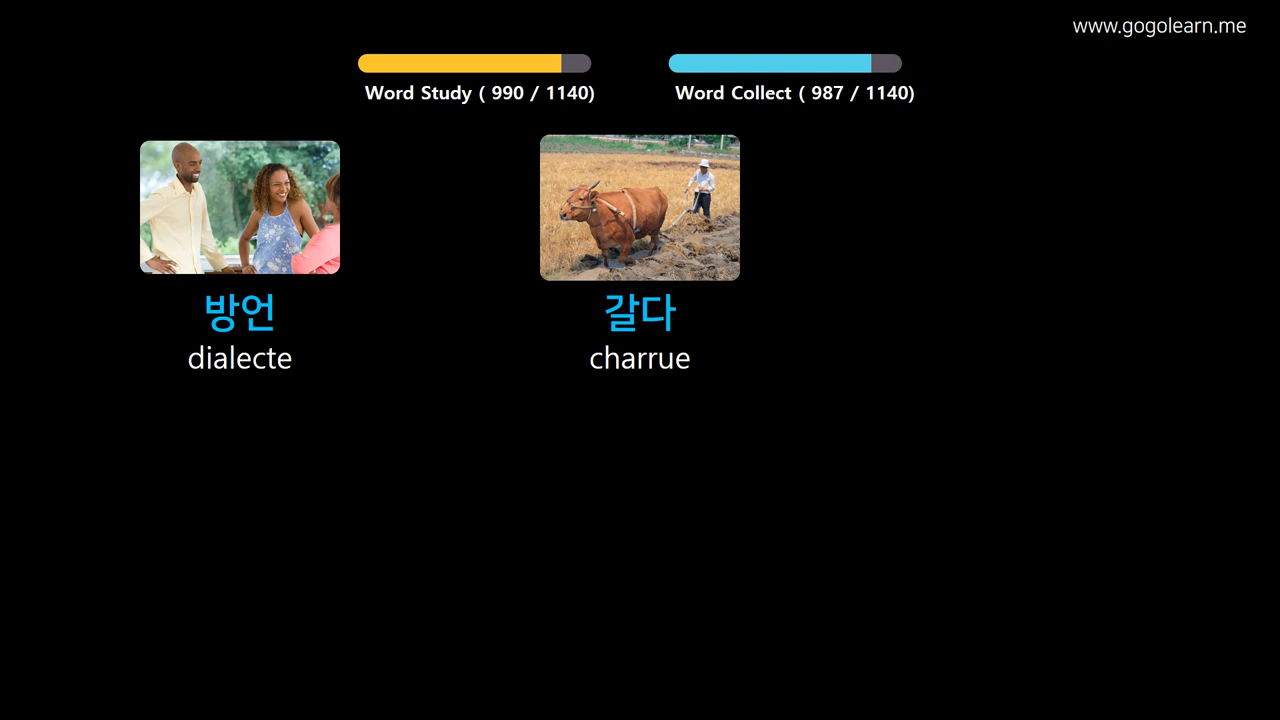 www.gogolearn.me
Word Study ( 990 / 1140)
Word Collect ( 987 / 1140)
방언
dialecte
갈다
charrue